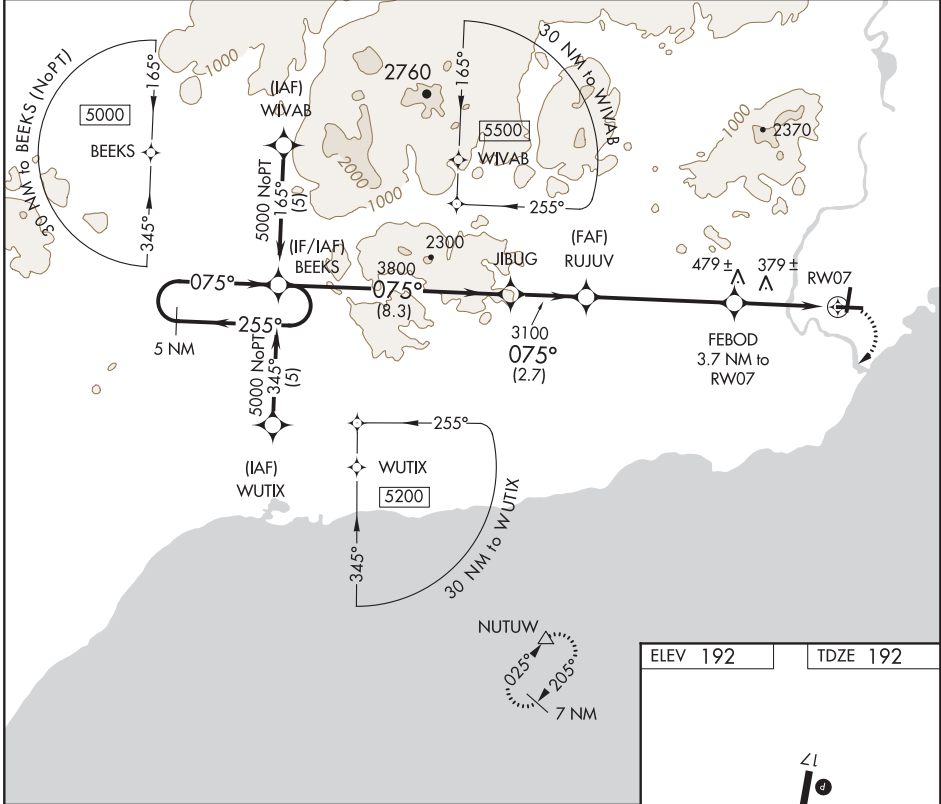 30 NM to BEEKS (NoPT)
165°
5000
BEEKS
345°
1000
(IAF)
WIVAB
2760
2000
1000
165°
30 NM to WIVAB
5500
WIVAB
255°
1000
2370
5000 NoPT
165°
(5)
(IF/IAF)
BEEKS
2300
3800
075°
(8.3)
JIBUG
(FAF)
RUJUV
479 ±
379 ±
RW07
075°
255°
5 NM
3100
075°
(2.7)
FEBOD
3.7 NM to
RW07
5000 NoPT
345°
(5)
(IAF)
WUTIX
255°
WUTIX
5200
345°
30 NM to WUTIX
NUTUW
025°
205°
7 NM
ELEV 192
TDZE 192
17
P